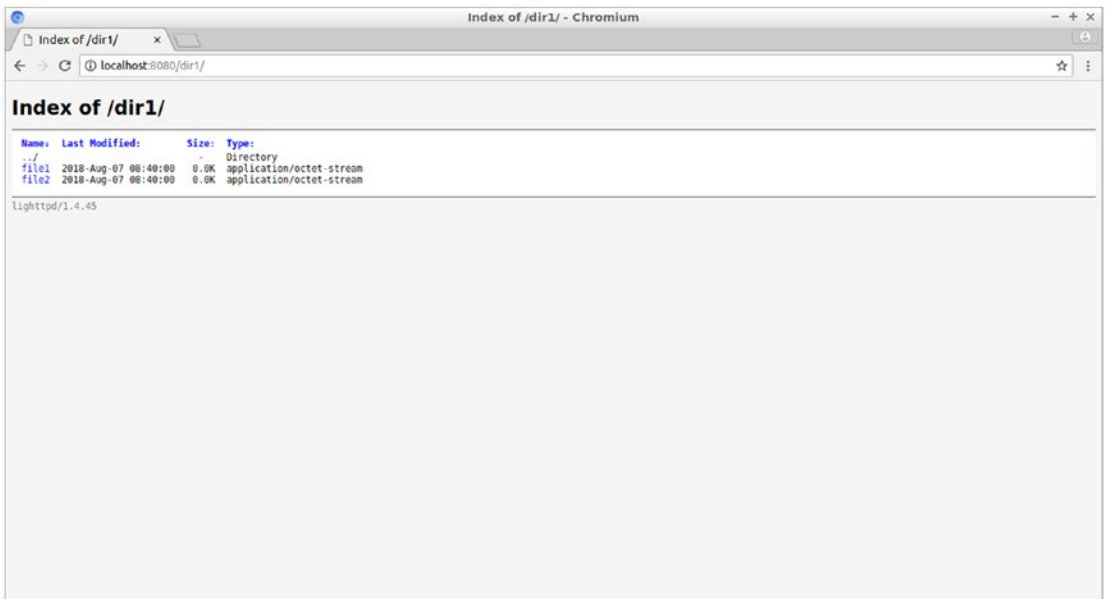 Index of /dir1/ - Chromium
Index of /dir1/
localhost:8080/dir1/
Index of /dir1/
Name↓ Last Modified: Size: Type:
../ - Directory
file1 2018-Aug-07 08:40:00 0.0K application/octet-stream
file2 2018-Aug-07 08:40:00 0.0K application/octet-stream
lighttpd/1.4.45